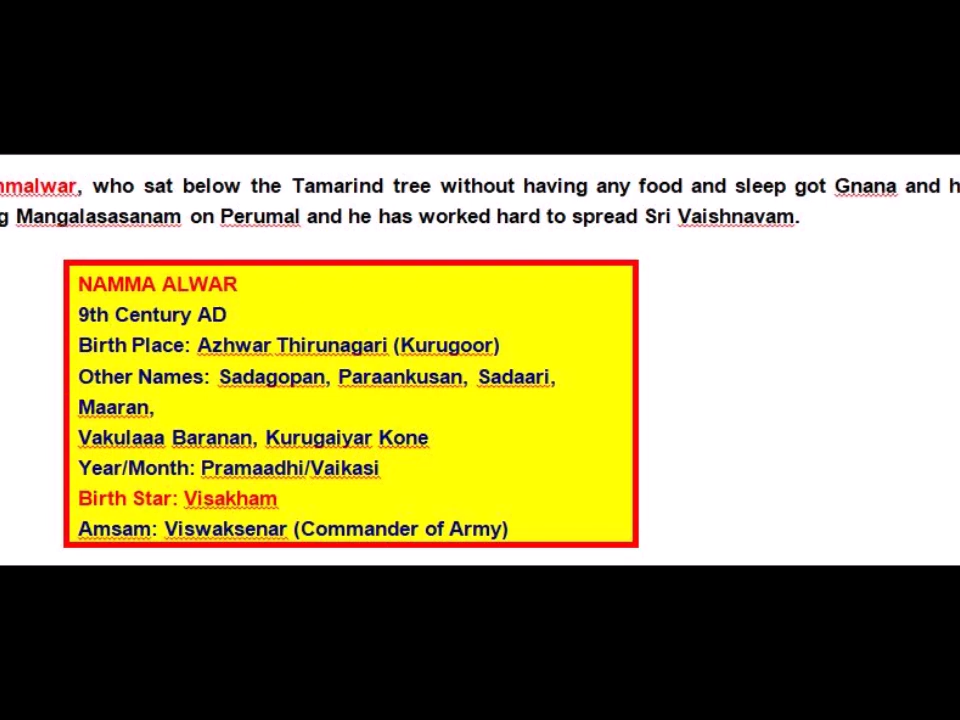 mmalwar, who sat below the Tamarind tree without having any food and sleep got Gnana and h
g Mangalasasanam on Perumal and he has worked hard to spread Sri Vaishnavam.
NAMMA ALWAR
9th Century AD
Birth Place: Azhwar Thirunagari (Kurugoor)
Other Names: Sadagopan, Paraankusan, Sadaari,
Maaran,
Vakulaaa Baranan, Kurugaiyar Kone
Year/Month: Pramaadhi/Vaikasi
Birth Star: Visakham
Amsam: Viswaksenar (Commander of Army)